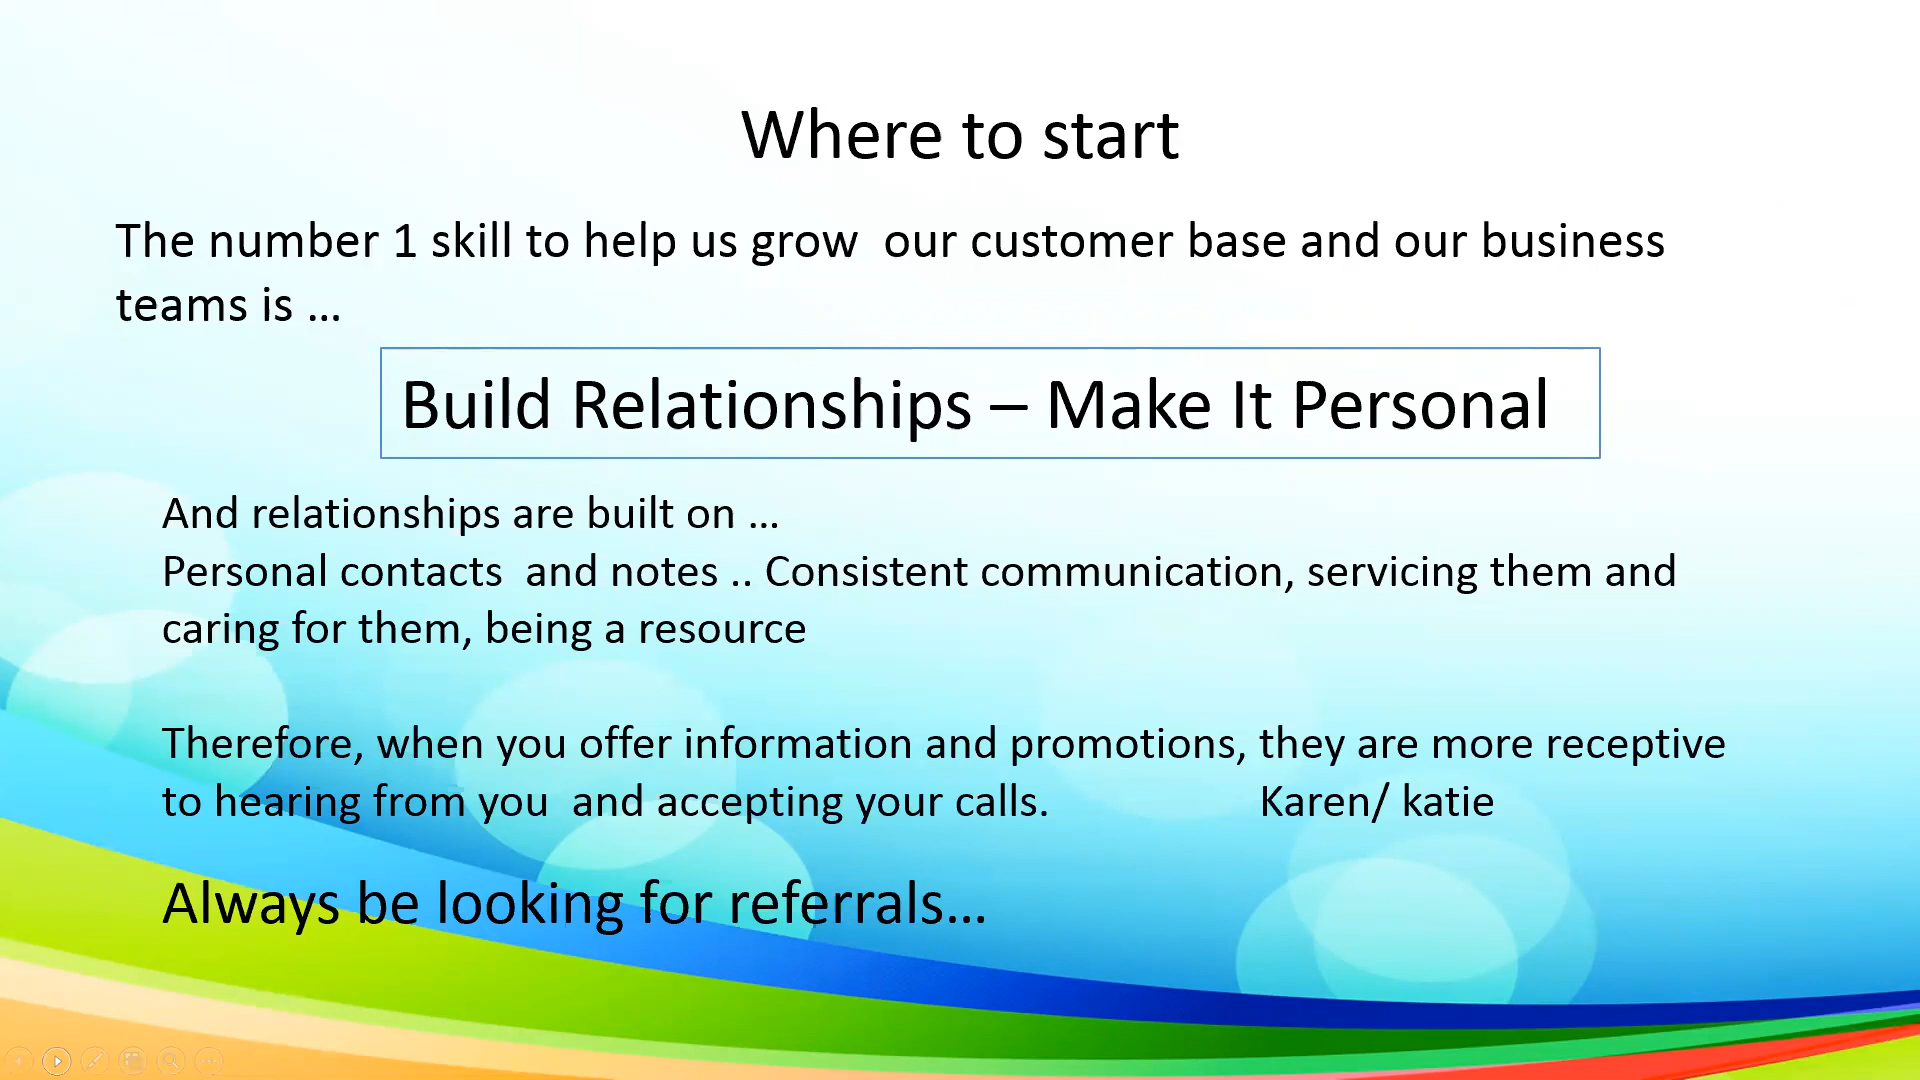 Where to start
The number 1 skill to help us grow  our customer base and our business
teams is …
Build Relationships – Make It Personal
And relationships are built on …
Personal contacts  and notes .. Consistent communication, servicing them and
caring for them, being a resource
Therefore, when you offer information and promotions, they are more receptive
to hearing from you  and accepting your calls. Karen/ katie
Always be looking for referrals…